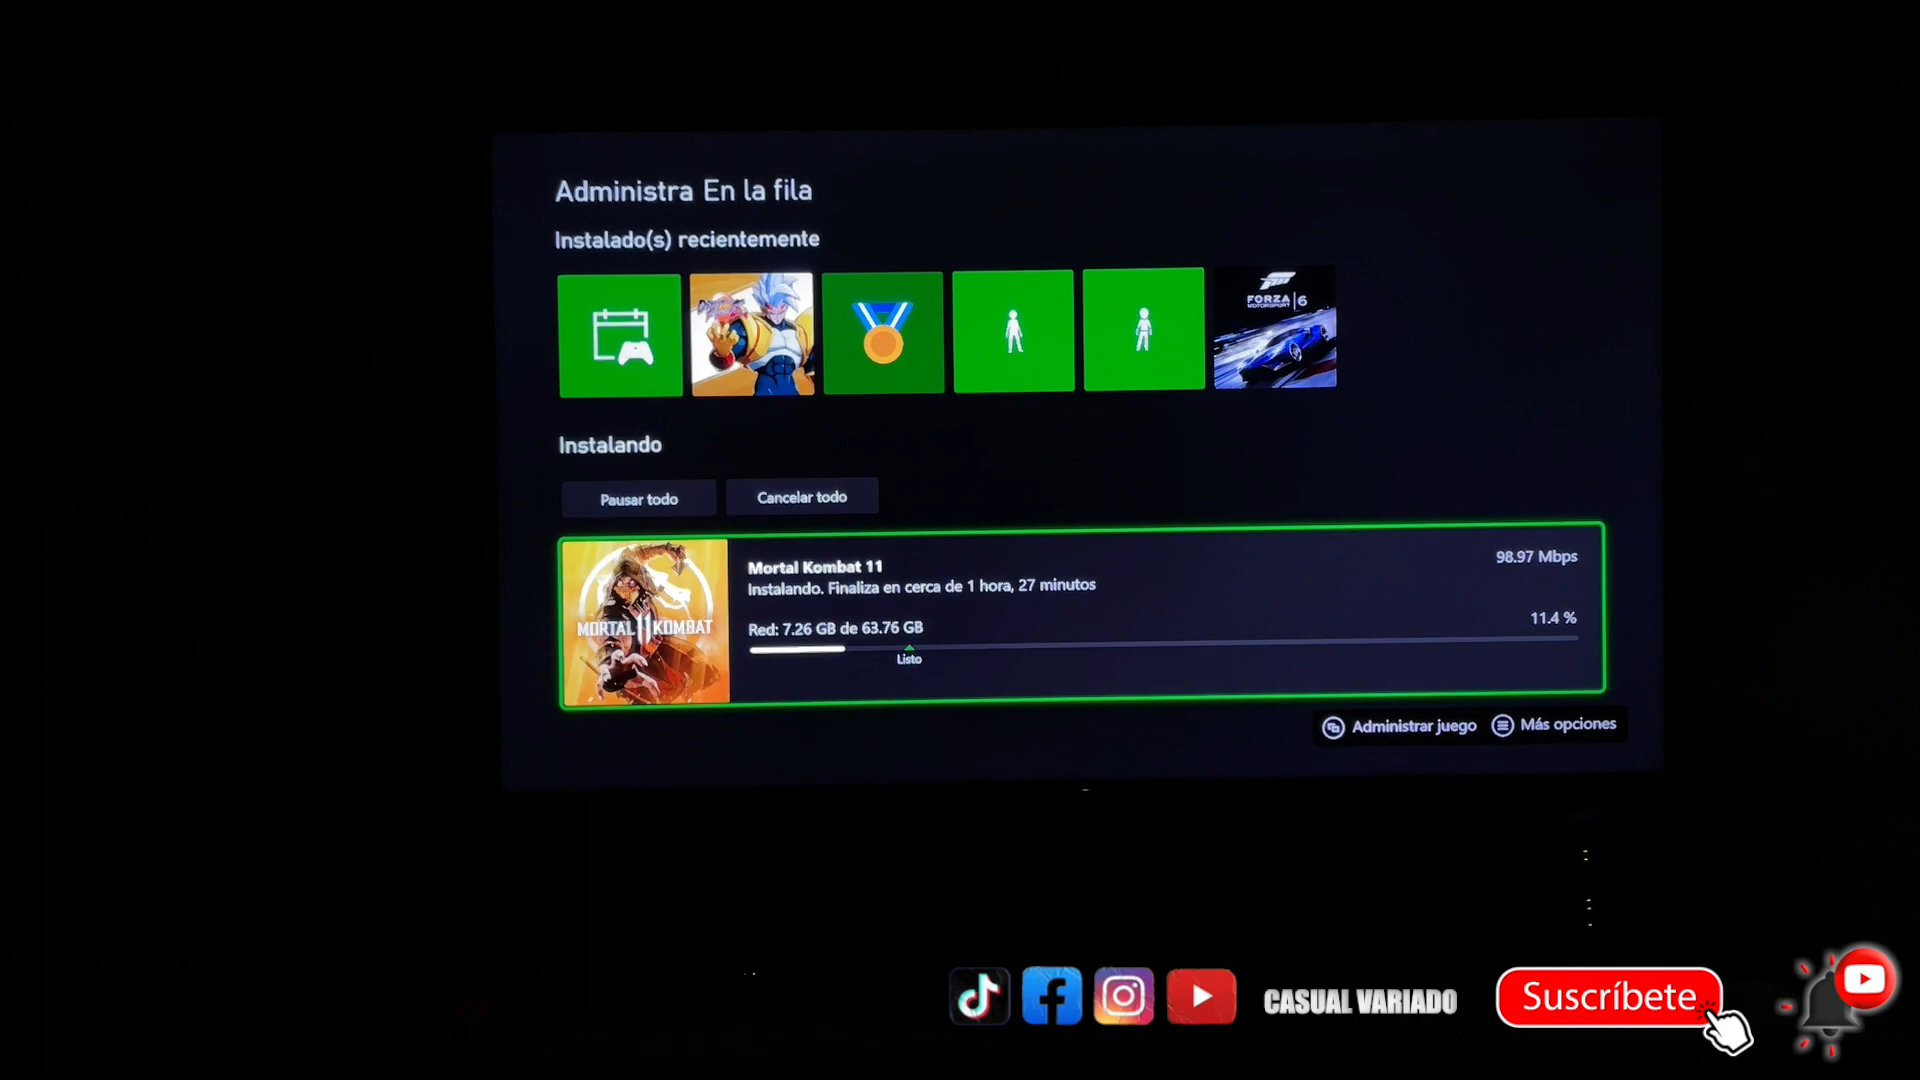 Administra En la fila
Instalado(s) recientemente
FORZA 6
MOTORSPORT
Instalando
Pausar todo
Cancelar todo
Mortal Kombat 11
98.97 Mbps
Instalando. Finaliza en cerca de 1 hora, 27 minutos
MORTAL 11 KOMBAT
Red: 7.26 GB de 63.76 GB
11.4 %
Listo
Administrar juego
Más opciones
CASUAL VARIADO
Suscríbete